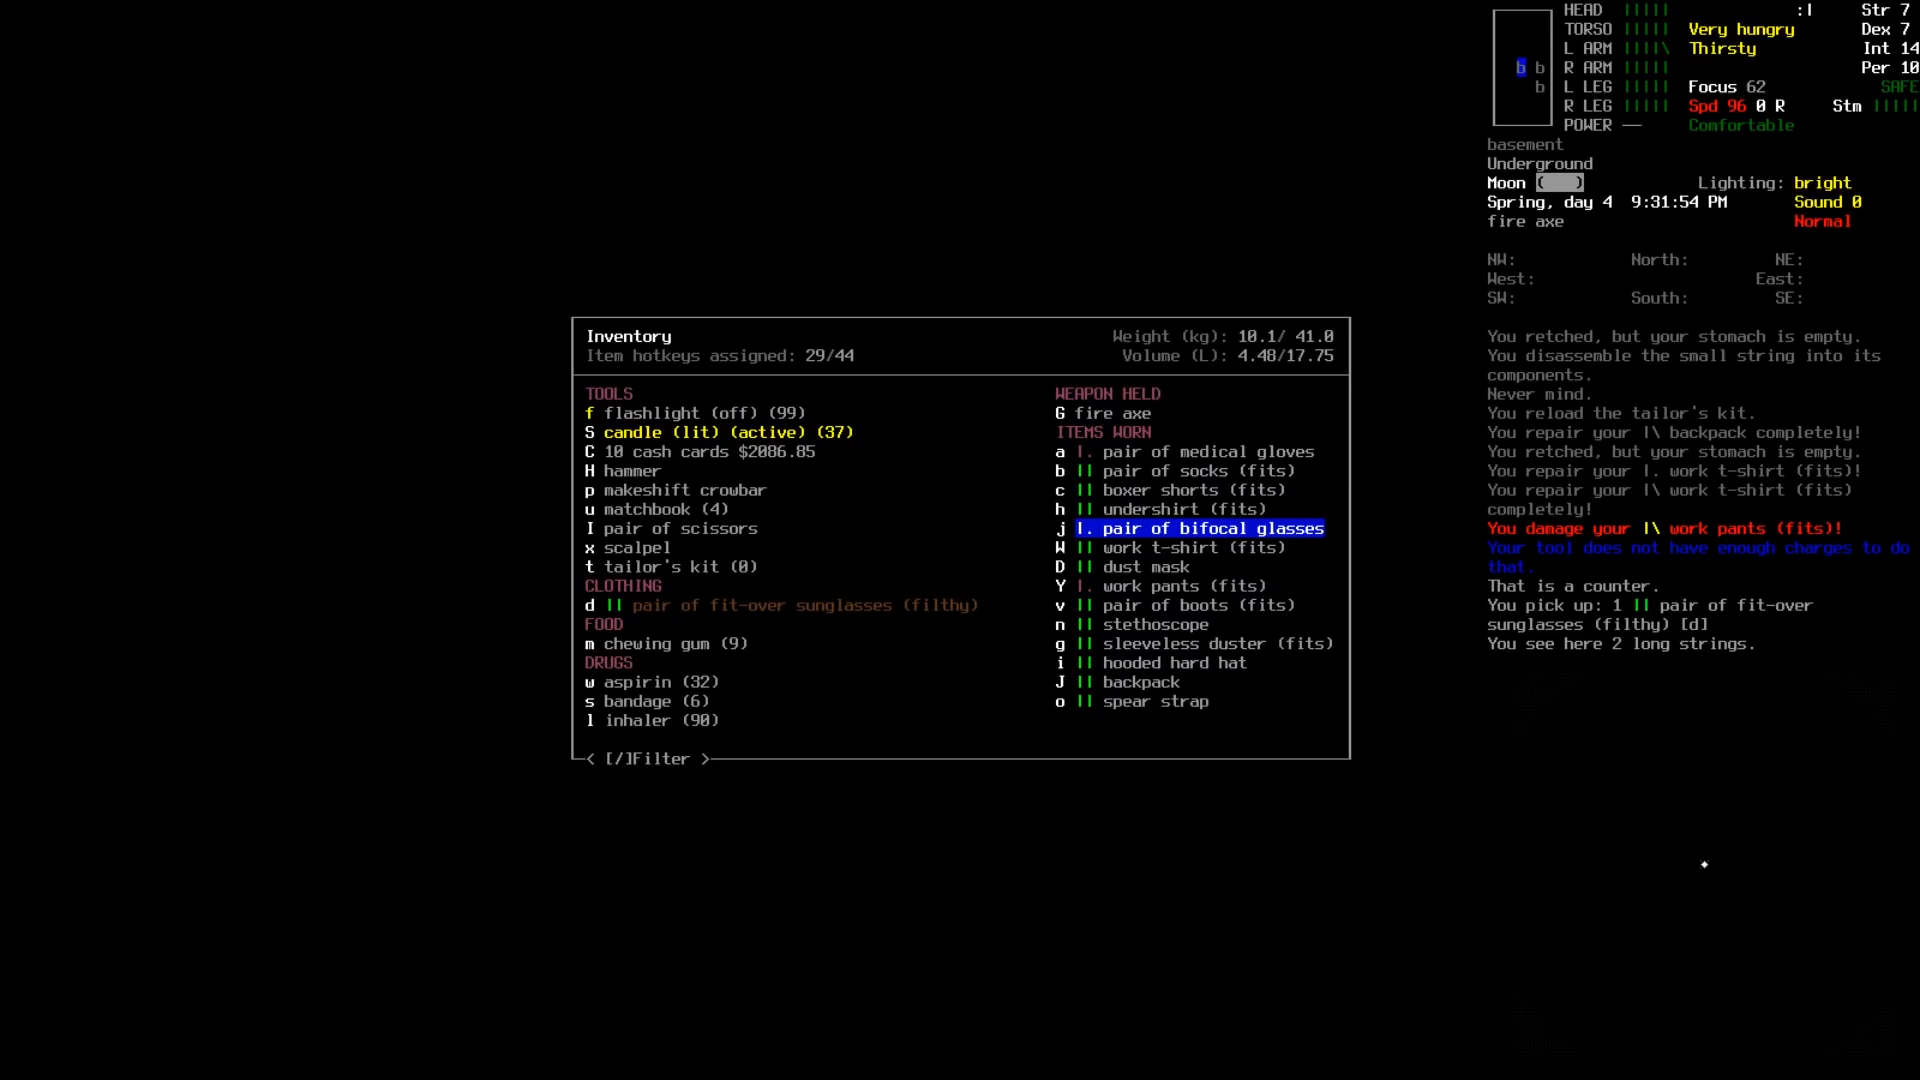 HEAD ||||| :| Str 7
TORSO ||||| Very hungry Dex 7
L ARM ||||\ Thirsty Int 14
b b R ARM ||||| Per 10
b L LEG ||||| Focus 62 SAFE
R LEG ||||| Spd 96 0 R Stm |||||
POWER — Comfortable
basement
Underground
Moon (   ) Lighting: bright
Spring, day 4 9:31:54 PM Sound 0
fire axe Normal
NW: North: NE:
West: East:
SW: South: SE:
Inventory Weight (kg): 10.1/ 41.0
Item hotkeys assigned: 29/44 Volume (L): 4.48/17.75
TOOLS
f flashlight (off) (99)
S candle (lit) (active) (37)
C 10 cash cards $2086.85
H hammer
p makeshift crowbar
u matchbook (4)
I pair of scissors
x scalpel
t tailor's kit (0)
CLOTHING
d || pair of fit-over sunglasses (filthy)
FOOD
m chewing gum (9)
DRUGS
w aspirin (32)
s bandage (6)
l inhaler (90)
WEAPON HELD
G fire axe
ITEMS WORN
a |. pair of medical gloves
b || pair of socks (fits)
c || boxer shorts (fits)
h || undershirt (fits)
j |. pair of bifocal glasses
W || work t-shirt (fits)
D || dust mask
Y |. work pants (fits)
v || pair of boots (fits)
n || stethoscope
g || sleeveless duster (fits)
i || hooded hard hat
J || backpack
o || spear strap
< [/]Filter >
You retched, but your stomach is empty.
You disassemble the small string into its
components.
Never mind.
You reload the tailor's kit.
You repair your |\ backpack completely!
You retched, but your stomach is empty.
You repair your |. work t-shirt (fits)!
You repair your |\ work t-shirt (fits)
completely!
You damage your |\ work pants (fits)!
Your tool does not have enough charges to do
that.
That is a counter.
You pick up: 1 || pair of fit-over
sunglasses (filthy) [d]
You see here 2 long strings.